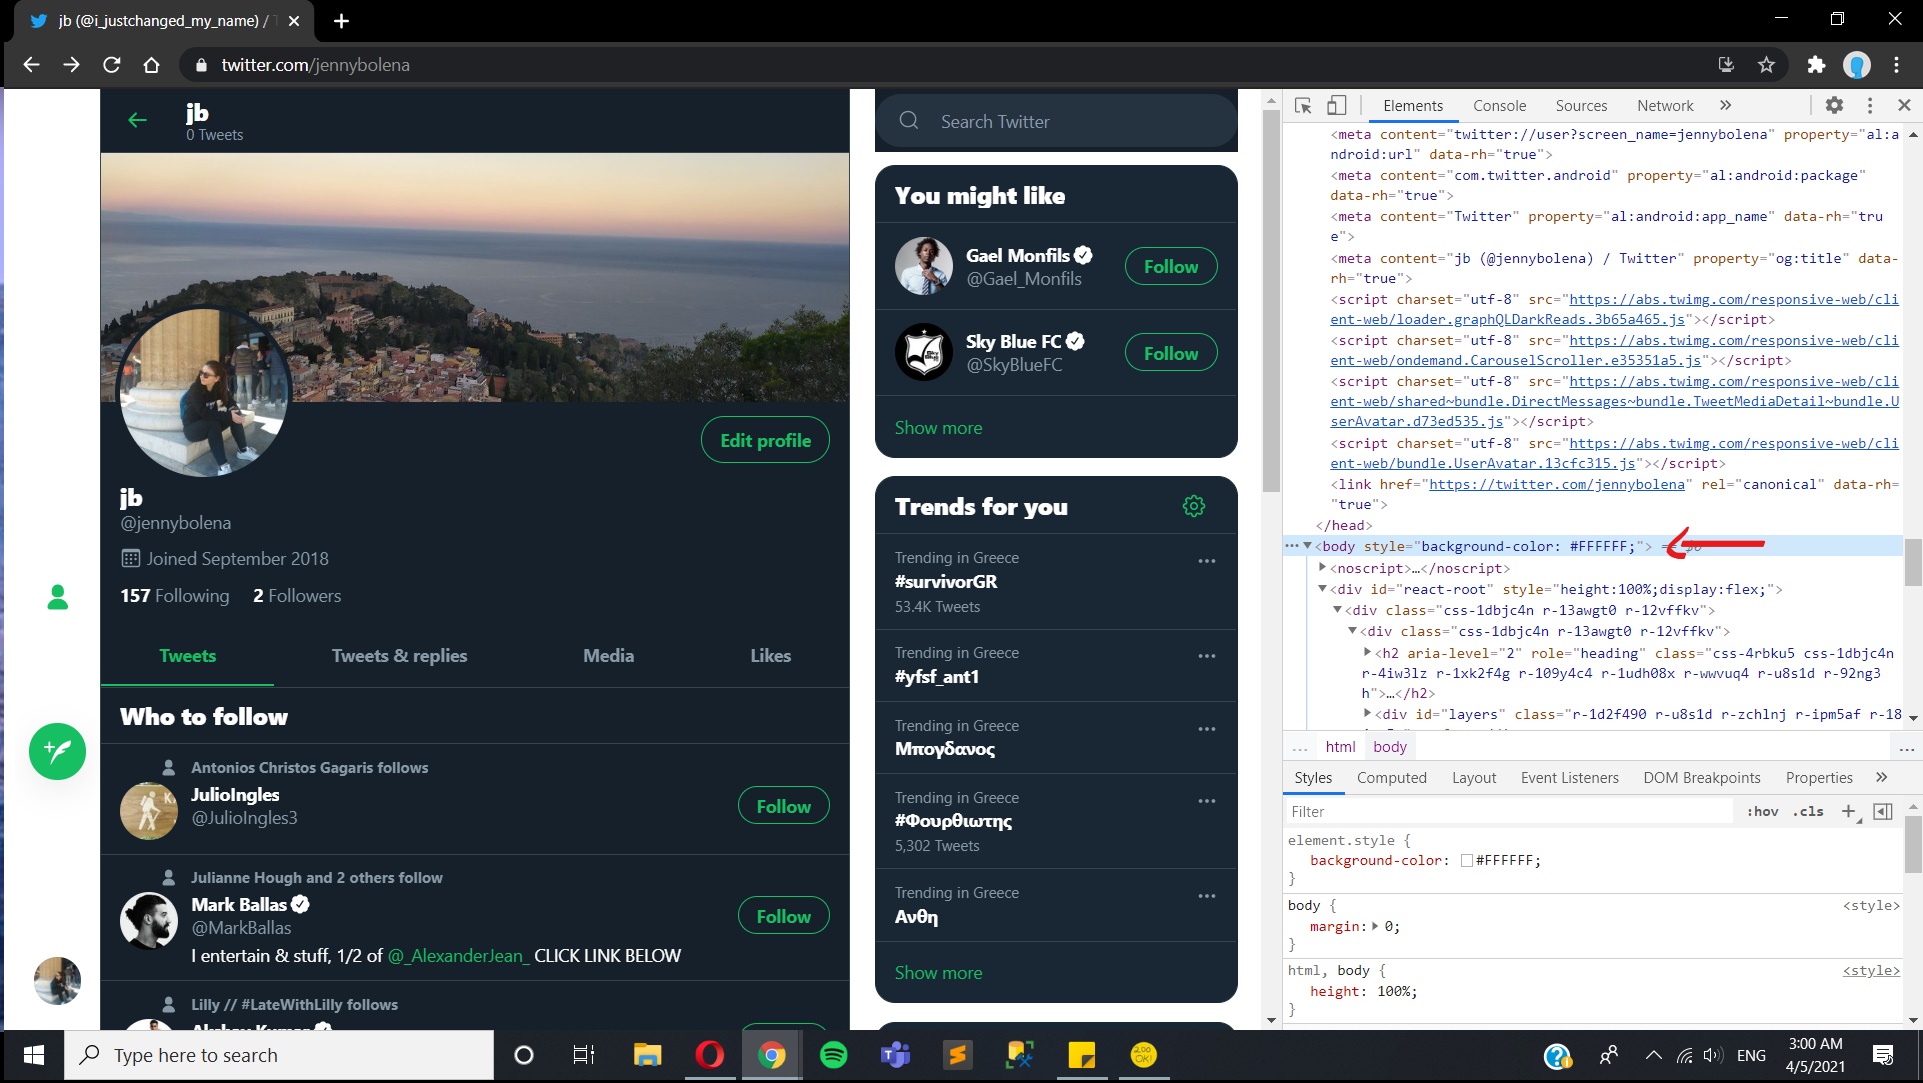 jb (@i_justchanged_my_name) / T
twitter.com/jennybolena
jb
0 Tweets
Edit profile
jb
@jennybolena
Joined September 2018
157 Following 2 Followers
Tweets Tweets & replies Media Likes
Who to follow
Antonios Christos Gagaris follows
JulioIngles
@JulioIngles3
Follow
Julianne Hough and 2 others follow
Mark Ballas
@MarkBallas
Follow
I entertain & stuff, 1/2 of @_AlexanderJean_ CLICK LINK BELOW
Lilly // #LateWithLilly follows
Search Twitter
You might like
Gael Monfils
@Gael_Monfils
Follow
Sky Blue FC
@SkyBlueFC
Follow
Show more
Trends for you
Trending in Greece
#survivorGR
53.4K Tweets
Trending in Greece
#yfsf_ant1
Trending in Greece
Μπογδανος
Trending in Greece
#Φουρθιωτης
5,302 Tweets
Trending in Greece
Ανθη
Show more
Elements Console Sources Network »
<meta content="twitter://user?screen_name=jennybolena" property="al:a
ndroid:url" data-rh="true">
<meta content="com.twitter.android" property="al:android:package"
data-rh="true">
<meta content="Twitter" property="al:android:app_name" data-rh="tru
e">
<meta content="jb (@jennybolena) / Twitter" property="og:title" data-
rh="true">
<script charset="utf-8" src="https://abs.twimg.com/responsive-web/cli
ent-web/loader.graphQLDarkReads.3b65a465.js"></script>
<script charset="utf-8" src="https://abs.twimg.com/responsive-web/cli
ent-web/ondemand.CarouselScroller.e35351a5.js"></script>
<script charset="utf-8" src="https://abs.twimg.com/responsive-web/cli
ent-web/shared~bundle.DirectMessages~bundle.TweetMediaDetail~bundle.U
serAvatar.d73ed535.js"></script>
<script charset="utf-8" src="https://abs.twimg.com/responsive-web/cli
ent-web/bundle.UserAvatar.13cfc315.js"></script>
<link href="https://twitter.com/jennybolena" rel="canonical" data-rh=
"true">
</head>
<body style="background-color: #FFFFFF;"> == $0
<noscript>…</noscript>
<div id="react-root" style="height:100%;display:flex;">
<div class="css-1dbjc4n r-13awgt0 r-12vffkv">
<div class="css-1dbjc4n r-13awgt0 r-12vffkv">
<h2 aria-level="2" role="heading" class="css-4rbku5 css-1dbjc4n
r-4iw3lz r-1xk2f4g r-109y4c4 r-1udh08x r-wwvuq4 r-u8s1d r-92ng3
h">…</h2>
<div id="layers" class="r-1d2f490 r-u8s1d r-zchlnj r-ipm5af r-18
... html body ...
Styles Computed Layout Event Listeners DOM Breakpoints Properties »
Filter :hov .cls +
element.style {
background-color: #FFFFFF;
}
body { <style>
margin: 0;
}
html, body { <style>
height: 100%;
}
Type here to search
200
OK!
ENG
3:00 AM
4/5/2021